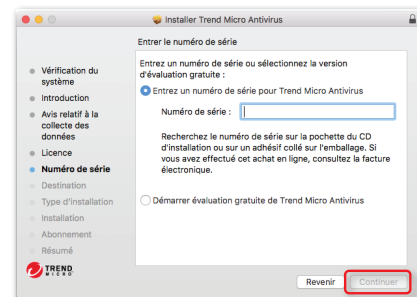 Installer Trend Micro Antivirus
Entrer le numéro de série
Vérification du
système
Introduction
Avis relatif à la
collecte des
données
Licence
Numéro de série
Destination
Type d'installation
Installation
Abonnement
Résumé
Entrez un numéro de série ou sélectionnez la version
d'évaluation gratuite :
Entrez un numéro de série pour Trend Micro Antivirus
Numéro de série :
Recherchez le numéro de série sur la pochette du CD
d'installation ou sur un adhésif collé sur l'emballage. Si
vous avez effectué cet achat en ligne, consultez la facture
électronique.
Démarrer évaluation gratuite de Trend Micro Antivirus
TREND
MICRO
Revenir
Continuer